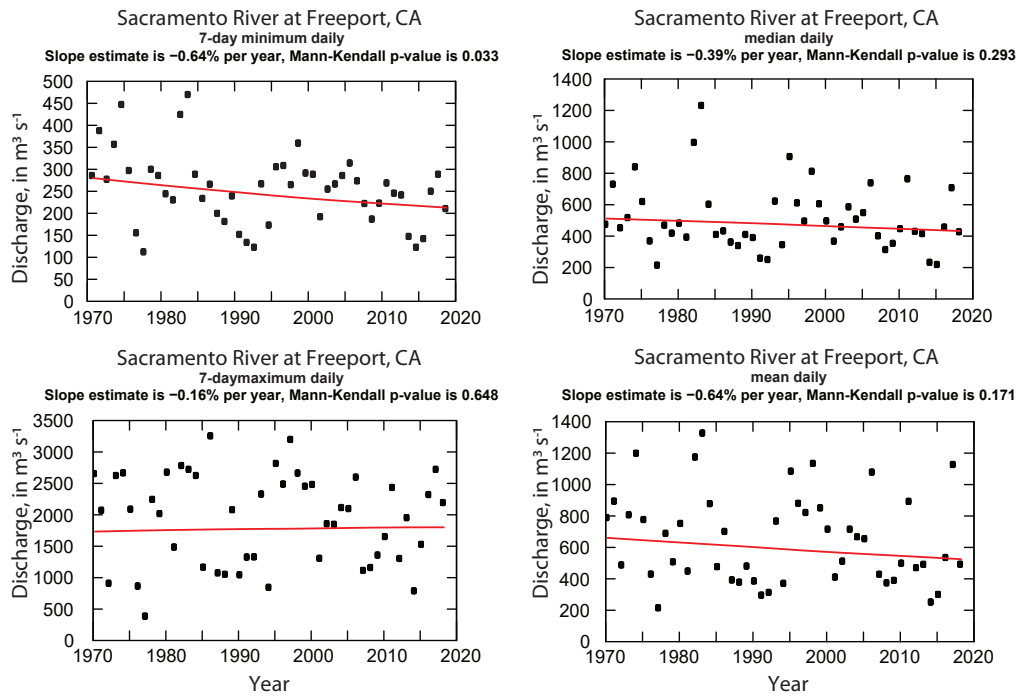 Sacramento River at Freeport, CA
7-day minimum daily
Slope estimate is −0.64% per year, Mann-Kendall p-value is 0.033
Discharge, in m³ s⁻¹
500
450
400
350
300
250
200
150
100
50
0
1970 1980 1990 2000 2010 2020
Sacramento River at Freeport, CA
median daily
Slope estimate is −0.39% per year, Mann-Kendall p-value is 0.293
Discharge, in m³ s⁻¹
1400
1200
1000
800
600
400
200
0
1970 1980 1990 2000 2010 2020
Sacramento River at Freeport, CA
7-daymaximum daily
Slope estimate is −0.16% per year, Mann-Kendall p-value is 0.648
Discharge, in m³ s⁻¹
3500
3000
2500
2000
1500
1000
500
0
1970 1980 1990 2000 2010 2020
Year
Sacramento River at Freeport, CA
mean daily
Slope estimate is −0.64% per year, Mann-Kendall p-value is 0.171
Discharge, in m³ s⁻¹
1400
1200
1000
800
600
400
200
0
1970 1980 1990 2000 2010 2020
Year